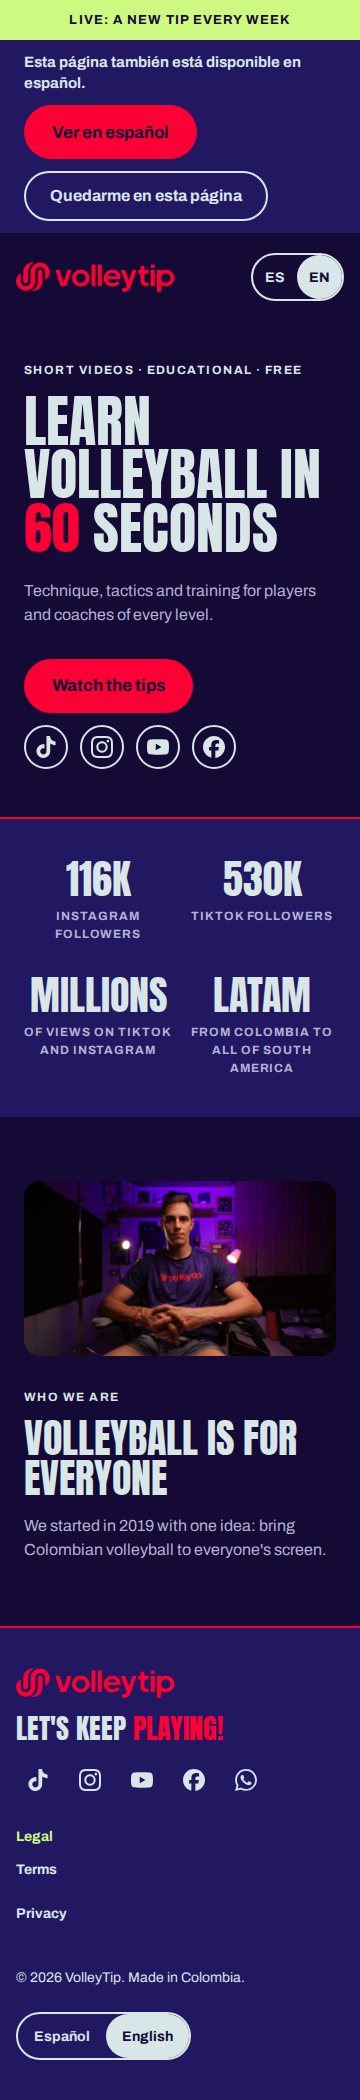 LIVE: A NEW TIP EVERY WEEK
Esta página también está disponible en
español.
Ver en español
Quedarme en esta página
volleytip
ES EN
SHORT VIDEOS · EDUCATIONAL · FREE
LEARN
VOLLEYBALL IN
60 SECONDS
Technique, tactics and training for players
and coaches of every level.
Watch the tips
116K
INSTAGRAM
FOLLOWERS
530K
TIKTOK FOLLOWERS
MILLIONS
OF VIEWS ON TIKTOK
AND INSTAGRAM
LATAM
FROM COLOMBIA TO
ALL OF SOUTH
AMERICA
WHO WE ARE
VOLLEYBALL IS FOR
EVERYONE
We started in 2019 with one idea: bring
Colombian volleyball to everyone's screen.
volleytip
LET'S KEEP PLAYING!
Legal
Terms
Privacy
© 2026 VolleyTip. Made in Colombia.
Español English